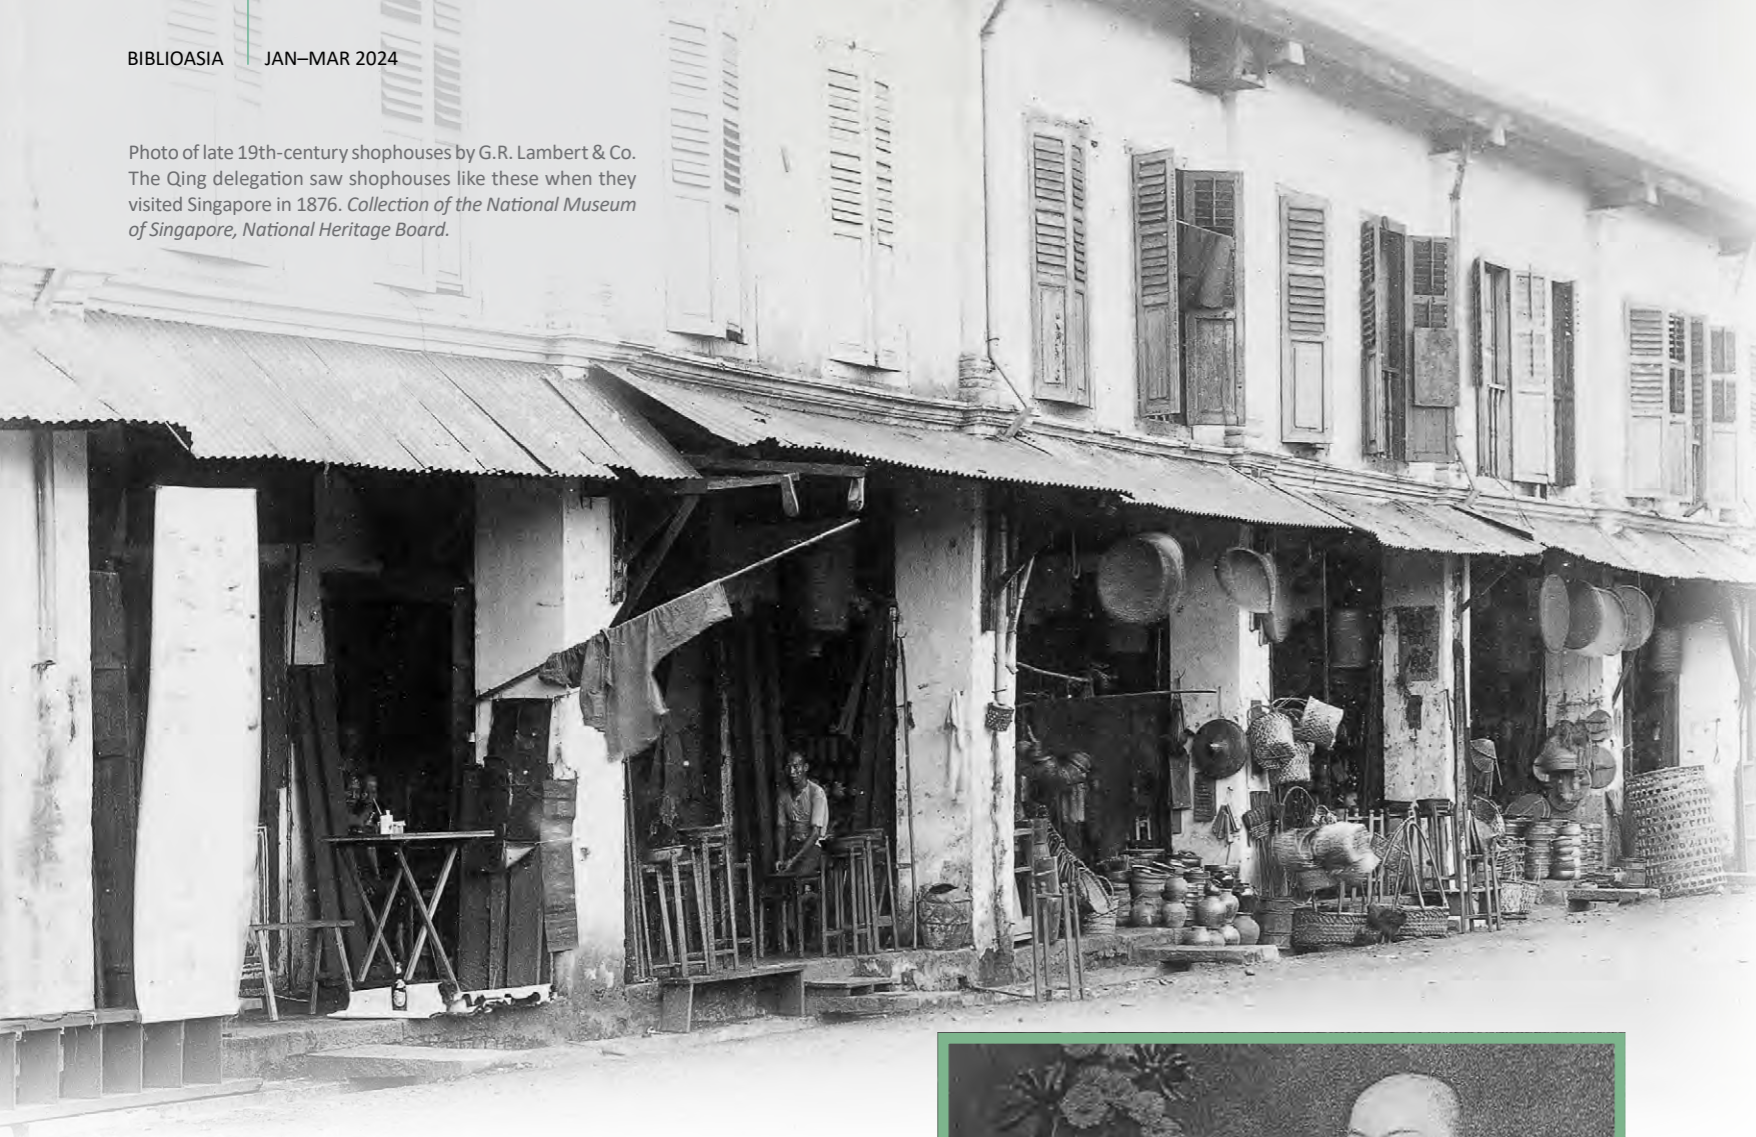 BIBLIOASIA JAN–MAR 2024
Photo of late 19th-century shophouses by G.R. Lambert & Co.
The Qing delegation saw shophouses like these when they
visited Singapore in 1876. Collection of the National Museum
of Singapore, National Heritage Board.